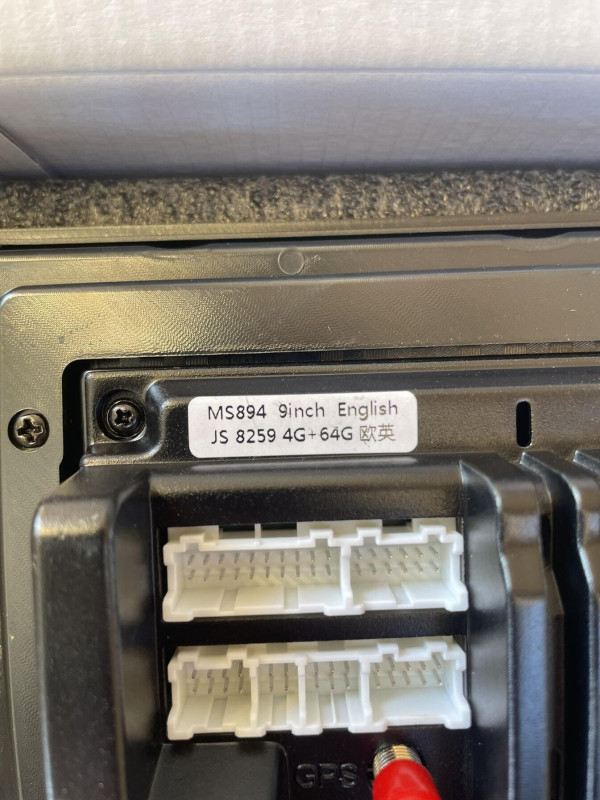 MS894 9inch English
JS 8259 4G+64G 欧英
GPS